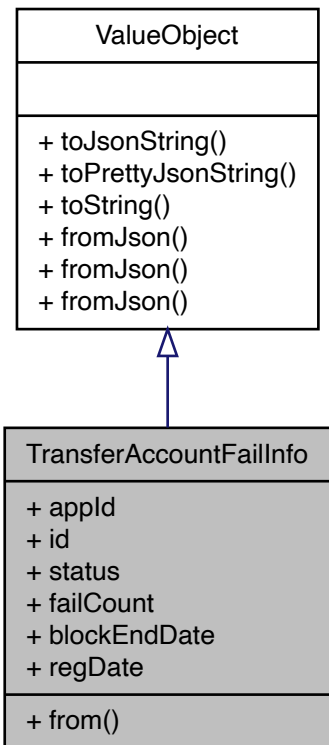 ValueObject
+ toJsonString()
+ toPrettyJsonString()
+ toString()
+ fromJson()
+ fromJson()
+ fromJson()
TransferAccountFailInfo
+ appId
+ id
+ status
+ failCount
+ blockEndDate
+ regDate
+ from()